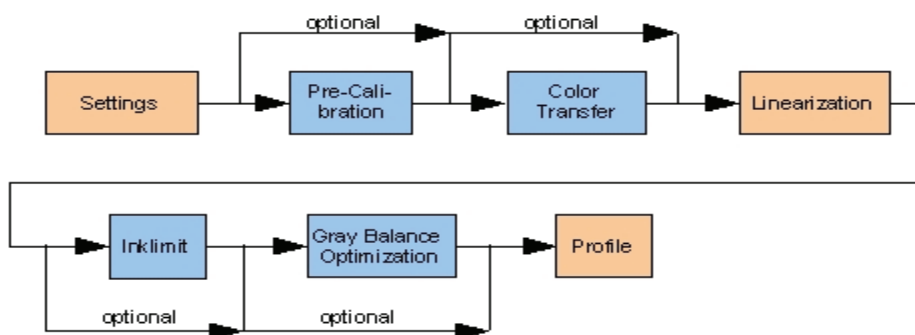 optional
optional
Settings
Pre-Cali-
bration
Color
Transfer
Linearization
Inklimit
Gray Balance
Optimization
Profile
optional
optional